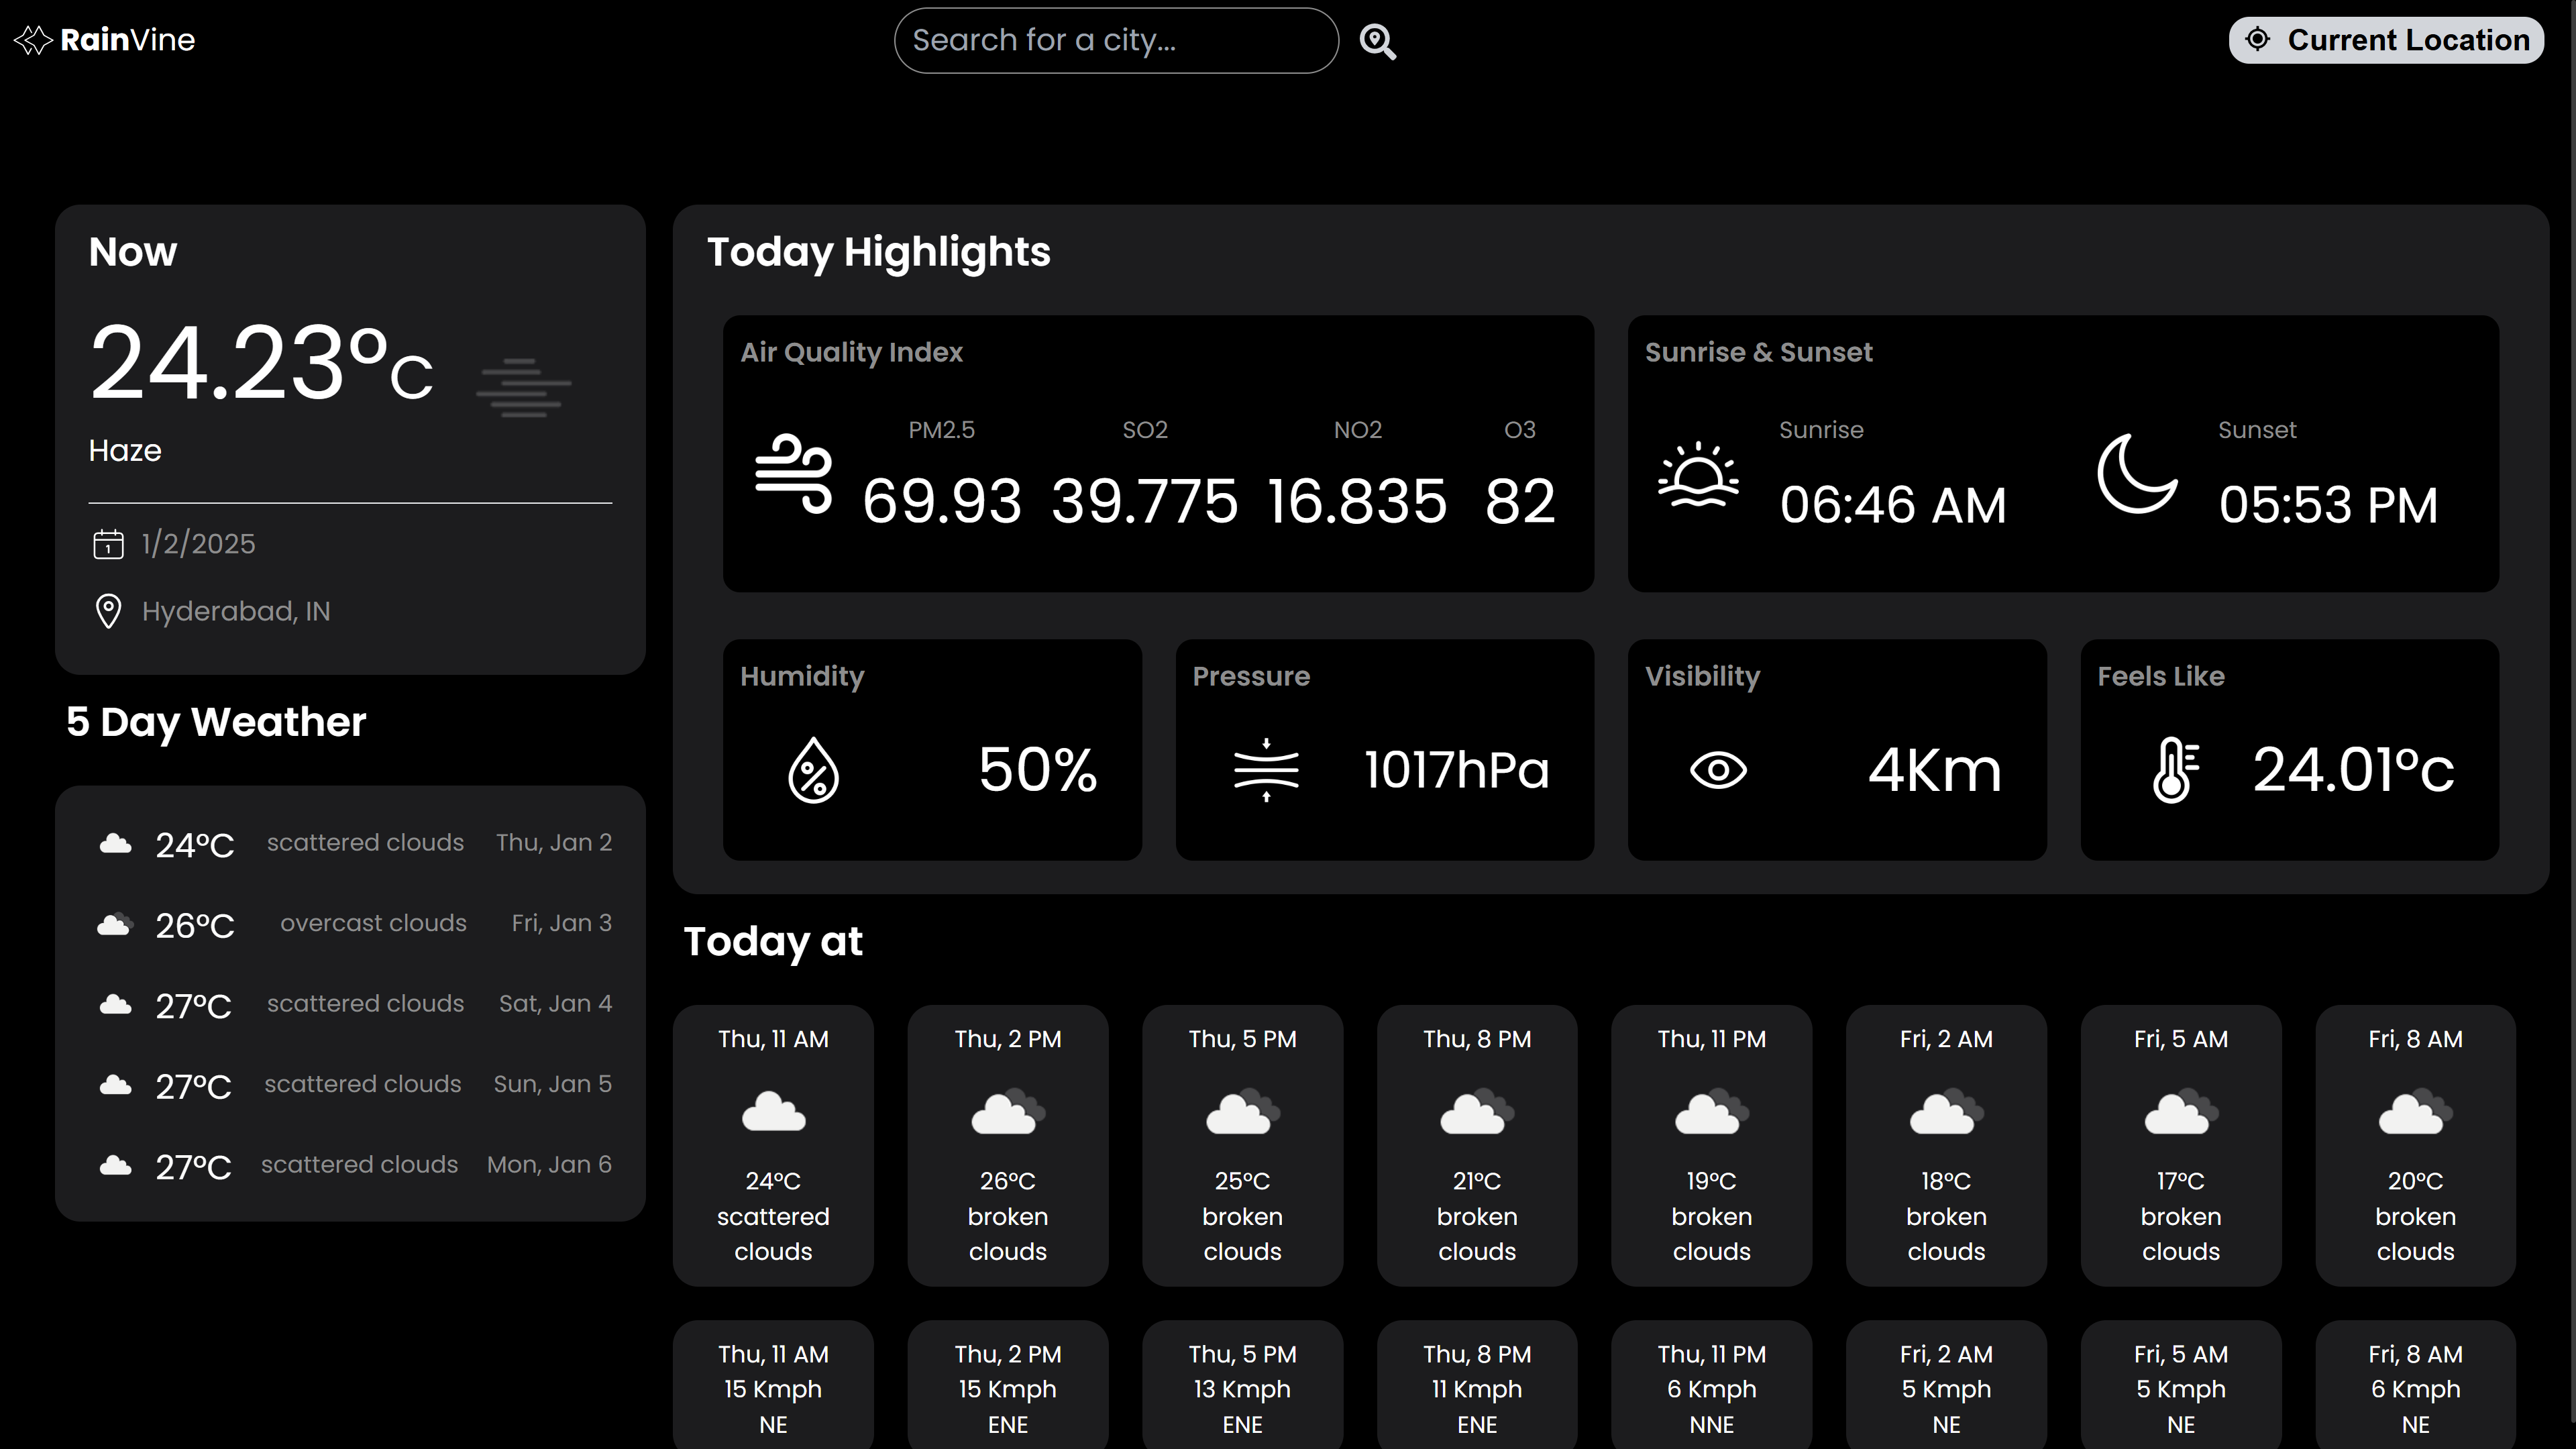 RainVine
Search for a city...
Current Location
Now
24.23°c
Haze
1
1/2/2025
Hyderabad, IN
5 Day Weather
24°C scattered clouds Thu, Jan 2
26°C overcast clouds Fri, Jan 3
27°C scattered clouds Sat, Jan 4
27°C scattered clouds Sun, Jan 5
27°C scattered clouds Mon, Jan 6
Today Highlights
Air Quality Index
PM2.5 SO2 NO2 O3
69.93 39.775 16.835 82
Sunrise & Sunset
Sunrise
06:46 AM
Sunset
05:53 PM
Humidity
%
50%
Pressure
1017hPa
Visibility
4Km
Feels Like
24.01°c
Today at
Thu, 11 AM
24°C
scattered
clouds
Thu, 2 PM
26°C
broken
clouds
Thu, 5 PM
25°C
broken
clouds
Thu, 8 PM
21°C
broken
clouds
Thu, 11 PM
19°C
broken
clouds
Fri, 2 AM
18°C
broken
clouds
Fri, 5 AM
17°C
broken
clouds
Fri, 8 AM
20°C
broken
clouds
Thu, 11 AM
15 Kmph
NE
Thu, 2 PM
15 Kmph
ENE
Thu, 5 PM
13 Kmph
ENE
Thu, 8 PM
11 Kmph
ENE
Thu, 11 PM
6 Kmph
NNE
Fri, 2 AM
5 Kmph
NE
Fri, 5 AM
5 Kmph
NE
Fri, 8 AM
6 Kmph
NE